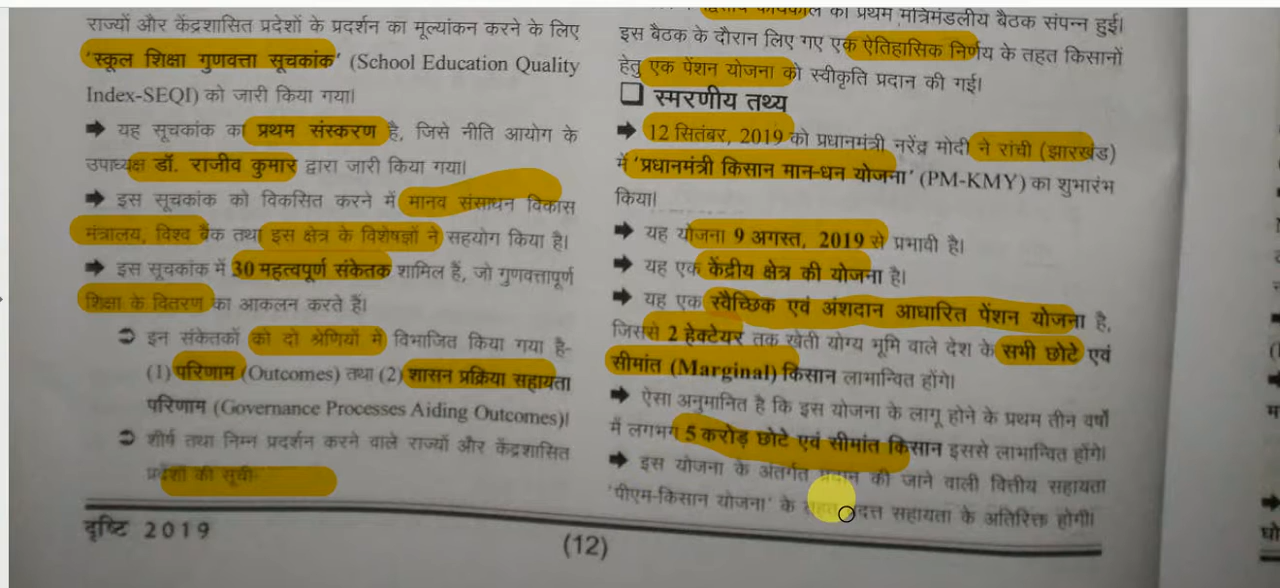 राज्यों और केंद्रशासित प्रदेशों के प्रदर्शन का मूल्यांकन करने के लिए
'स्कूल शिक्षा गुणवत्ता सूचकांक' (School Education Quality
Index-SEQI) को जारी किया गया।
➡ यह सूचकांक का प्रथम संस्करण है, जिसे नीति आयोग के
उपाध्यक्ष डॉ. राजीव कुमार द्वारा जारी किया गया।
➡ इस सूचकांक को विकसित करने में मानव संसाधन विकास
मंत्रालय, विश्व बैंक तथा इस क्षेत्र के विशेषज्ञों ने सहयोग किया है।
➡ इस सूचकांक में 30 महत्वपूर्ण संकेतक शामिल हैं, जो गुणवत्तापूर्ण
शिक्षा के वितरण का आकलन करते हैं।
⊃ इन संकेतकों को दो श्रेणियों में विभाजित किया गया है-
(1) परिणाम (Outcomes) तथा (2) शासन प्रक्रिया सहायता
परिणाम (Governance Processes Aiding Outcomes)।
⊃ शीर्ष तथा निम्न प्रदर्शन करने वाले राज्यों और केंद्रशासित
प्रदेशों की सूची-
द्वितीय कार्यकाल की प्रथम मंत्रिमंडलीय बैठक संपन्न हुई।
इस बैठक के दौरान लिए गए एक ऐतिहासिक निर्णय के तहत किसानों
हेतु एक पेंशन योजना को स्वीकृति प्रदान की गई।
❑ स्मरणीय तथ्य
➡ 12 सितंबर, 2019 को प्रधानमंत्री नरेंद्र मोदी ने रांची (झारखंड)
में 'प्रधानमंत्री किसान मान-धन योजना' (PM-KMY) का शुभारंभ
किया।
➡ यह योजना 9 अगस्त, 2019 से प्रभावी है।
➡ यह एक केंद्रीय क्षेत्र की योजना है।
➡ यह एक स्वैच्छिक एवं अंशदान आधारित पेंशन योजना है,
जिससे 2 हेक्टेयर तक खेती योग्य भूमि वाले देश के सभी छोटे एवं
सीमांत (Marginal) किसान लाभान्वित होंगे।
➡ ऐसा अनुमानित है कि इस योजना के लागू होने के प्रथम तीन वर्षों
में लगभग 5 करोड़ छोटे एवं सीमांत किसान इससे लाभान्वित होंगे।
➡ इस योजना के अंतर्गत प्रदान की जाने वाली वित्तीय सहायता
'पीएम-किसान योजना' के तहत प्रदत्त सहायता के अतिरिक्त होगी।
दृष्टि 2019
(12)